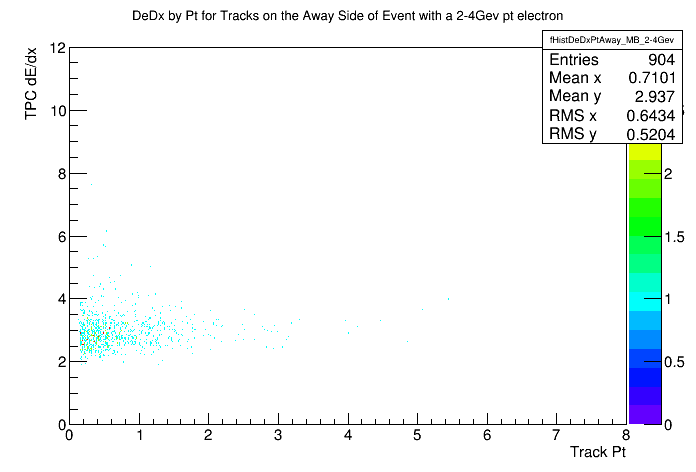 DeDx by Pt for Tracks on the Away Side of Event with a 2-4Gev pt electron
fHistDeDxPtAway_MB_2-4Gev
Entries 904
Mean x 0.7101
Mean y 2.937
RMS x 0.6434
RMS y 0.5204
TPC dE/dx
12
10
8
6
4
2
0
0 1 2 3 4 5 6 7 8
Track Pt
2
1.5
1
0.5
0